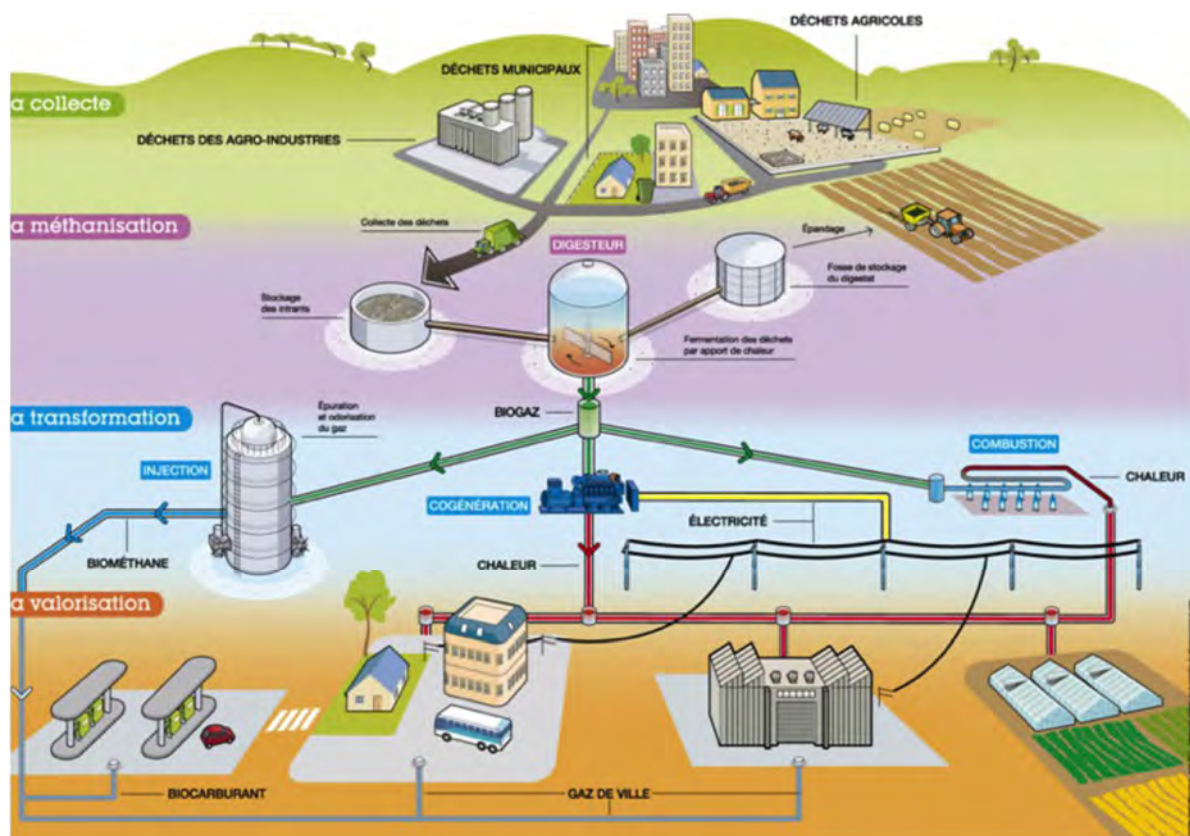 DÉCHETS AGRICOLES
DÉCHETS MUNICIPAUX
a collecte
DÉCHETS DES AGRO-INDUSTRIES
a méthanisation
Collecte des déchets
DIGESTEUR
Épandage
Fosse de stockage
du digestat
Stockage
des intrants
Fermentation des déchets
par apport de chaleur
a transformation
BIOGAZ
Épuration
et odorisation
du gaz
INJECTION
COMBUSTION
CHALEUR
COGÉNÉRATION
ÉLECTRICITÉ
BIOMÉTHANE
CHALEUR
a valorisation
BIOCARBURANT
GAZ DE VILLE